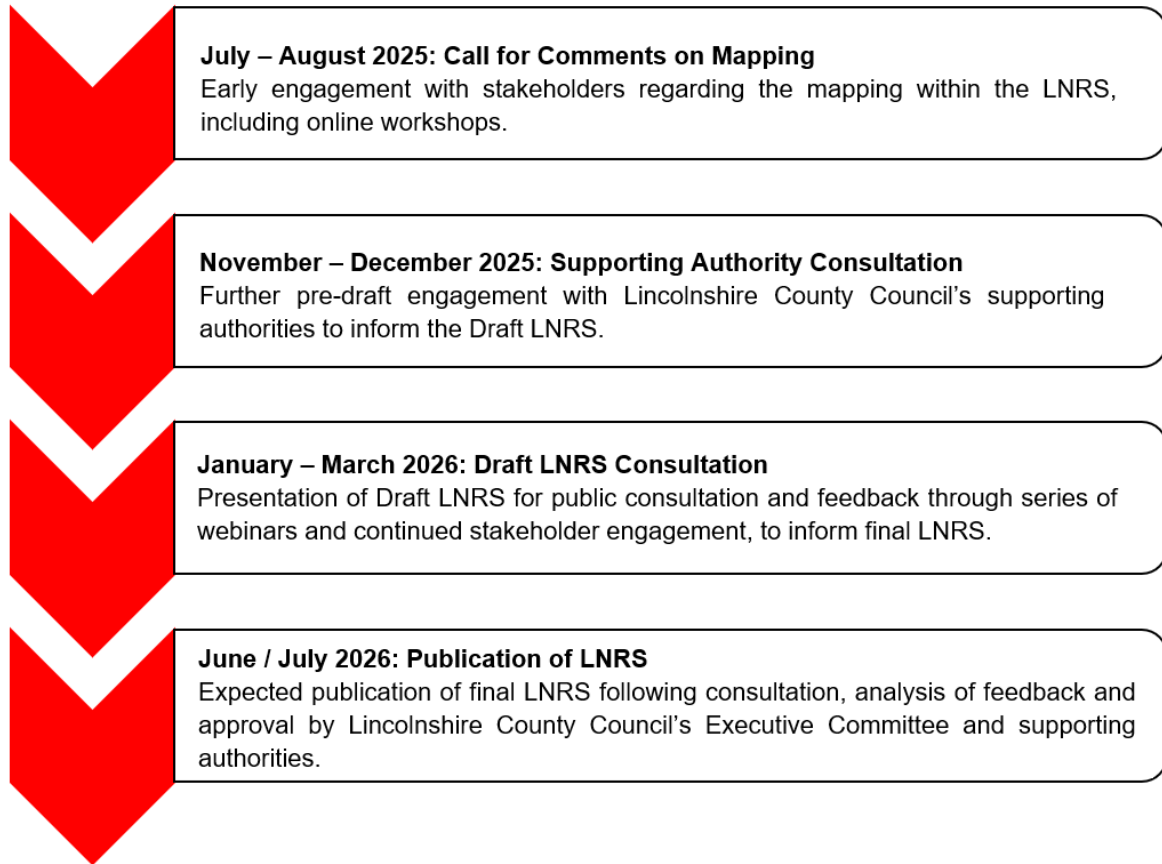 July – August 2025: Call for Comments on Mapping
Early engagement with stakeholders regarding the mapping within the LNRS,
including online workshops.
November – December 2025: Supporting Authority Consultation
Further pre-draft engagement with Lincolnshire County Council’s supporting
authorities to inform the Draft LNRS.
January – March 2026: Draft LNRS Consultation
Presentation of Draft LNRS for public consultation and feedback through series of
webinars and continued stakeholder engagement, to inform final LNRS.
June / July 2026: Publication of LNRS
Expected publication of final LNRS following consultation, analysis of feedback and
approval by Lincolnshire County Council’s Executive Committee and supporting
authorities.